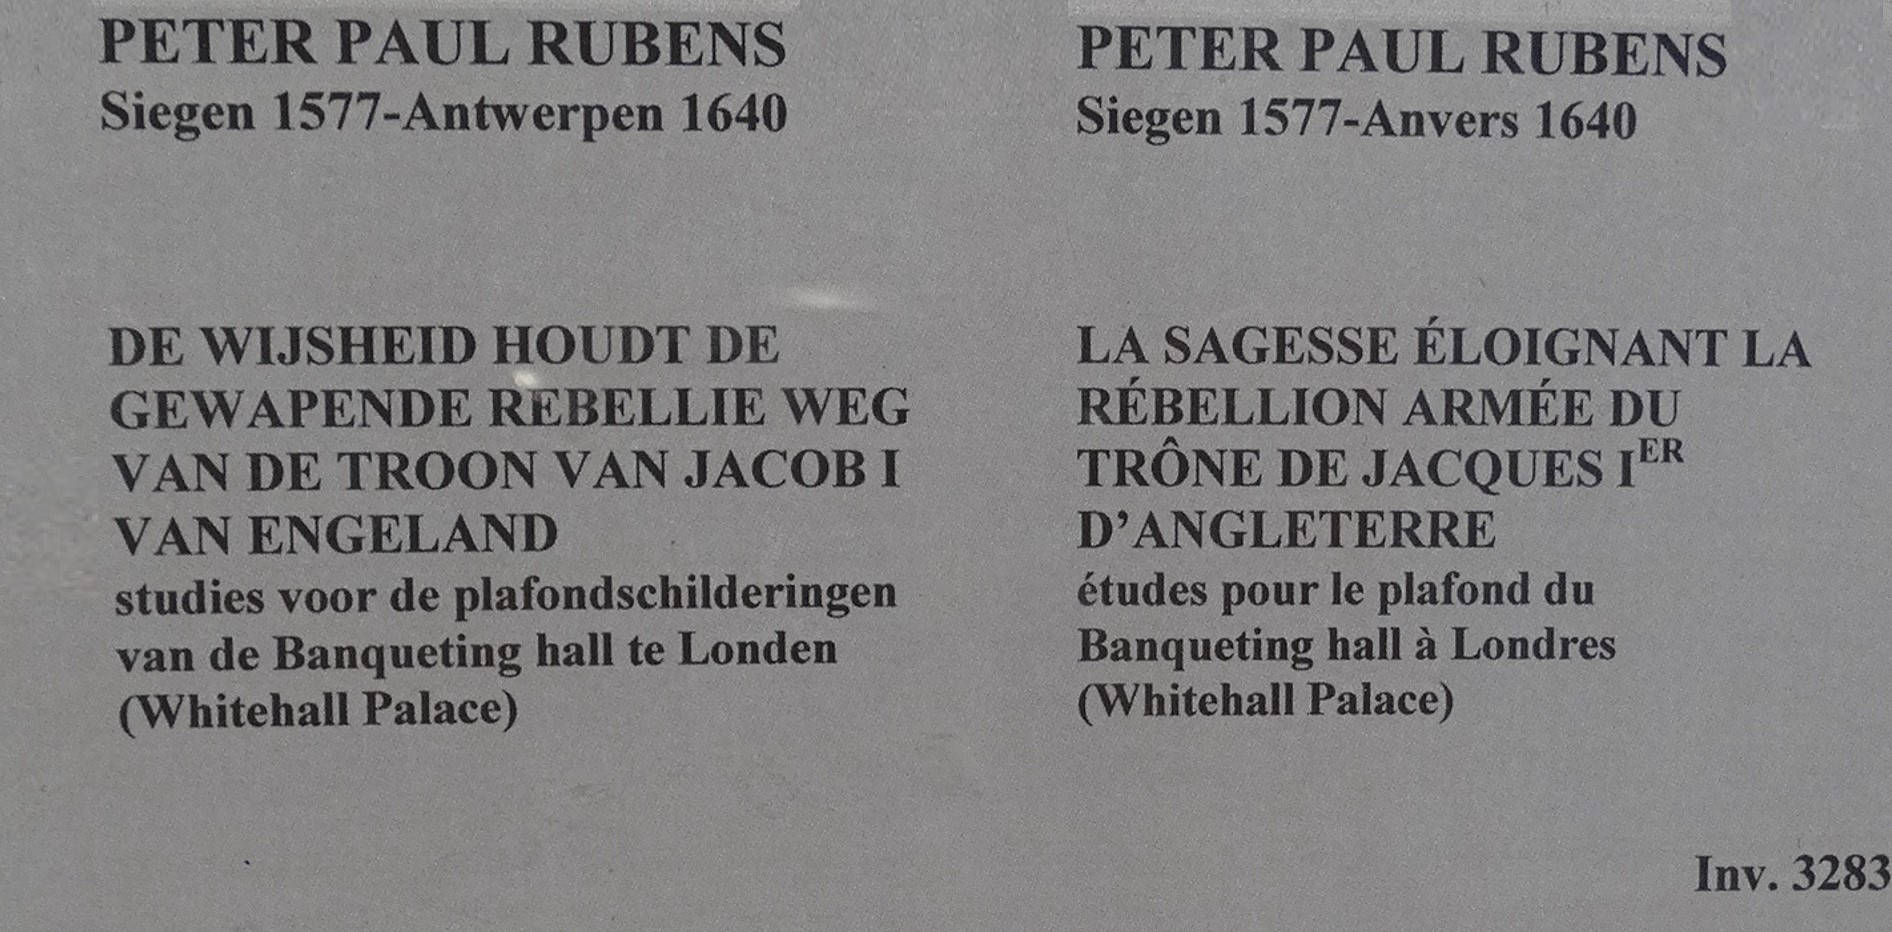 PETER PAUL RUBENS
Siegen 1577-Antwerpen 1640
DE WIJSHEID HOUDT DE
GEWAPENDE REBELLIE WEG
VAN DE TROON VAN JACOB I
VAN ENGELAND
studies voor de plafondschilderingen
van de Banqueting hall te Londen
(Whitehall Palace)
PETER PAUL RUBENS
Siegen 1577-Anvers 1640
LA SAGESSE ÉLOIGNANT LA
RÉBELLION ARMÉE DU
TRÔNE DE JACQUES IER
D’ANGLETERRE
études pour le plafond du
Banqueting hall à Londres
(Whitehall Palace)
Inv. 3283